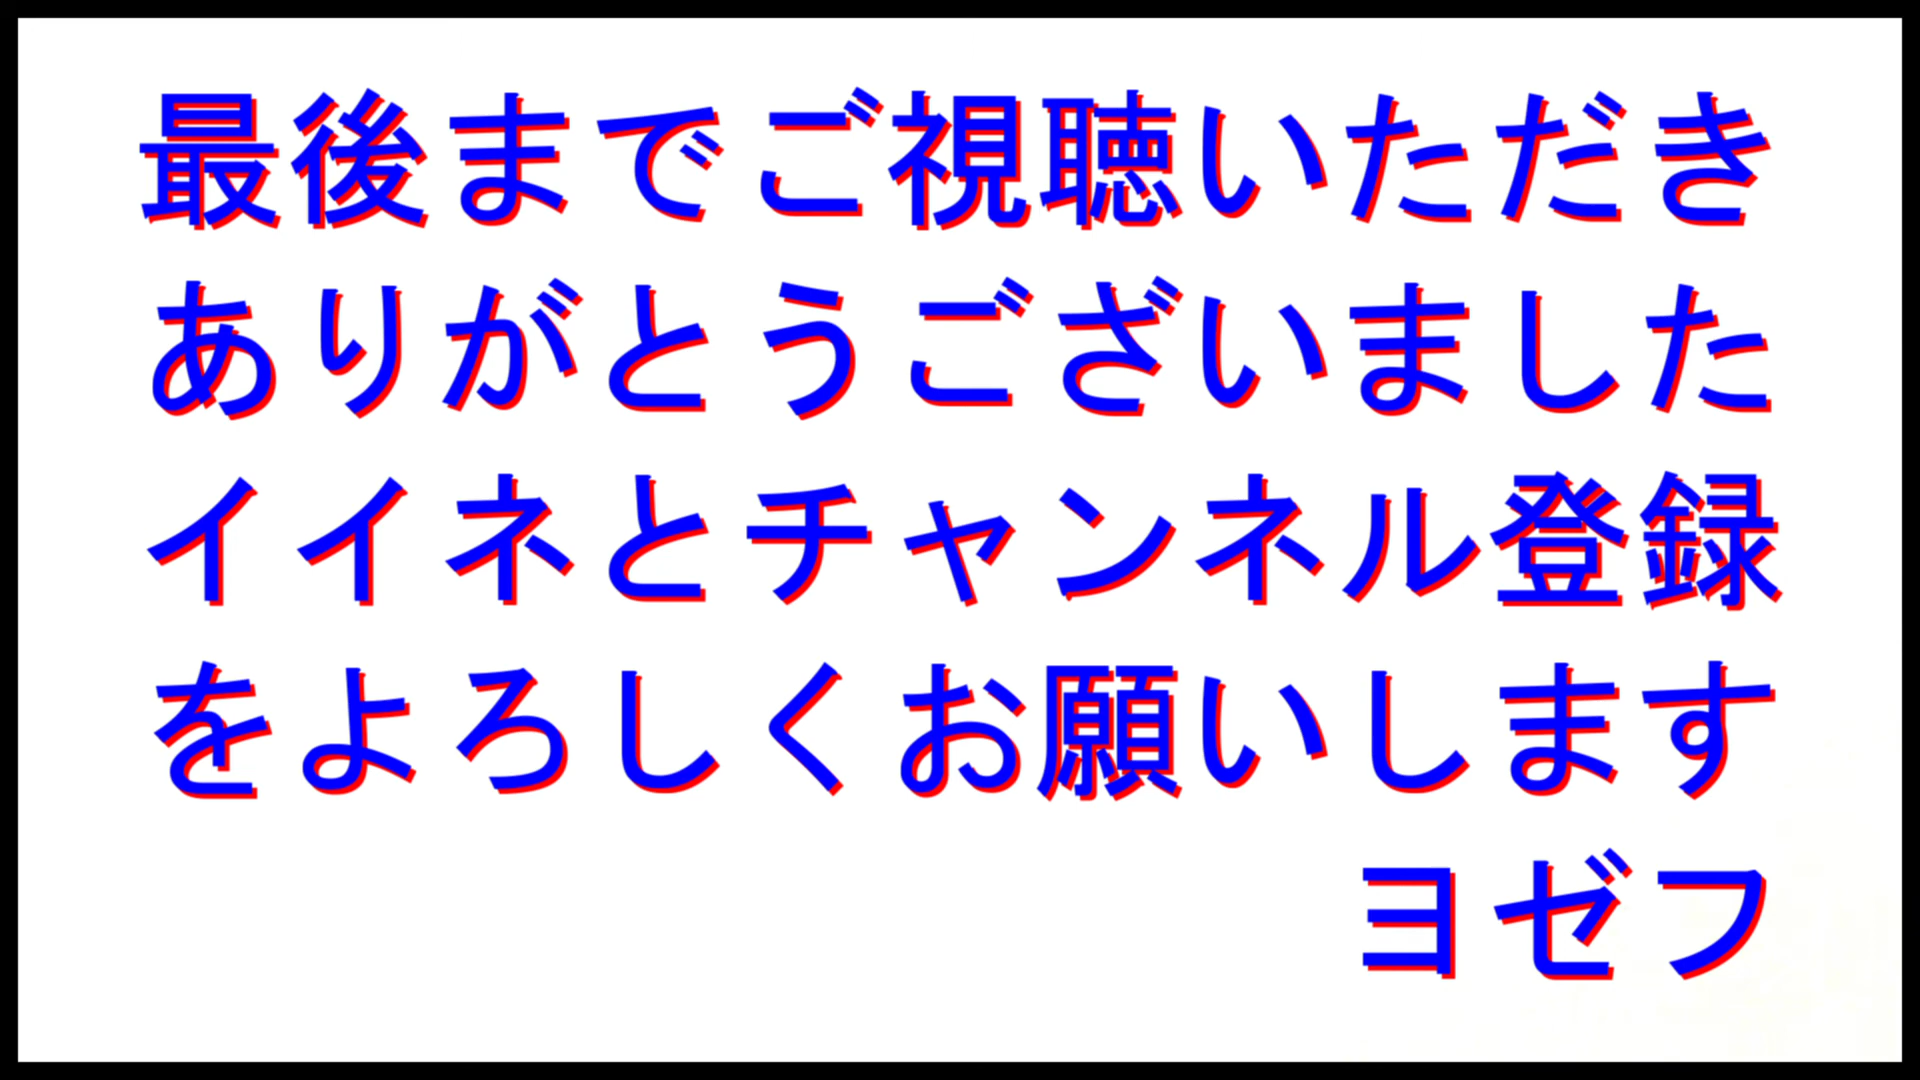 最後までご視聴いただき
ありがとうございました
イイネとチャンネル登録
をよろしくお願いします
ヨゼフ